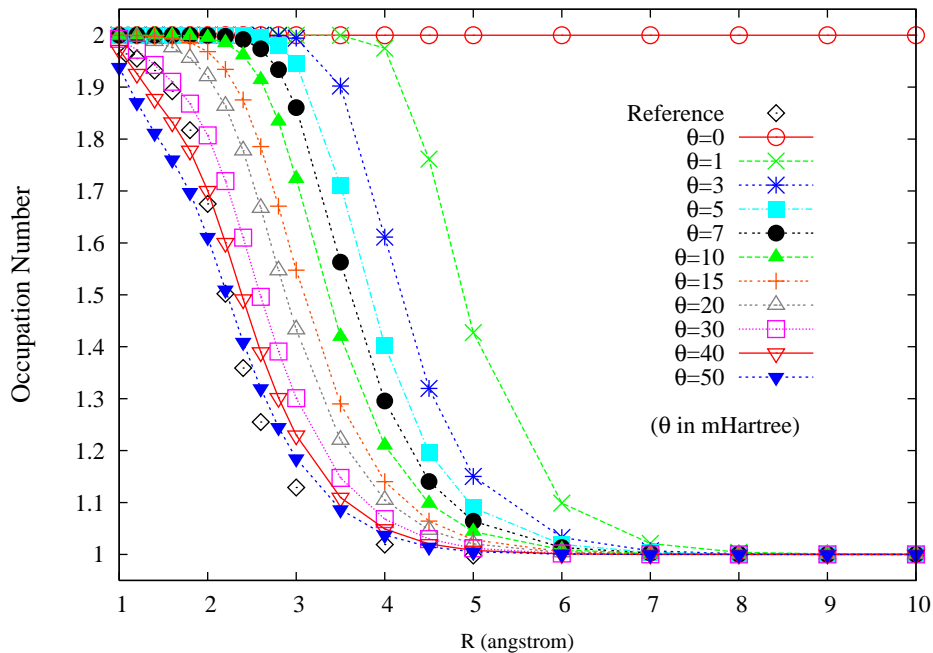 2
1.9
1.8
1.7
1.6
1.5
1.4
1.3
1.2
1.1
1
Occupation Number
Reference
θ=0
θ=1
θ=3
θ=5
θ=7
θ=10
θ=15
θ=20
θ=30
θ=40
θ=50
(θ in mHartree)
1 2 3 4 5 6 7 8 9 10
R (angstrom)